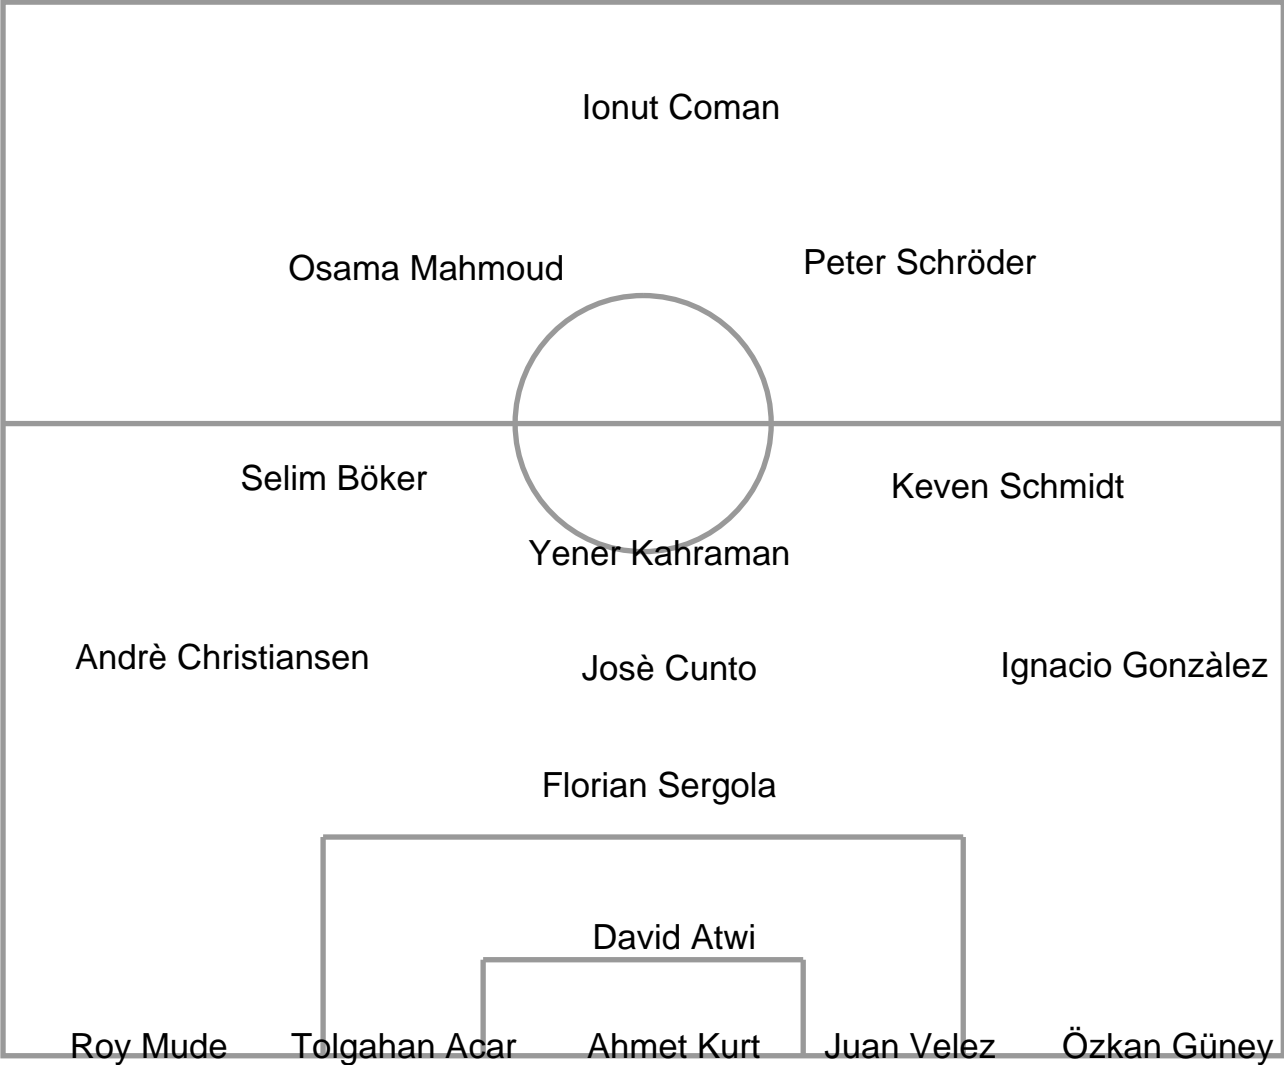 Ionut Coman
Osama Mahmoud
Peter Schröder
Selim Böker
Keven Schmidt
Yener Kahraman
Andrè Christiansen
Josè Cunto
Ignacio Gonzàlez
Florian Sergola
David Atwi
Roy Mude
Tolgahan Acar
Ahmet Kurt
Juan Velez
Özkan Güney